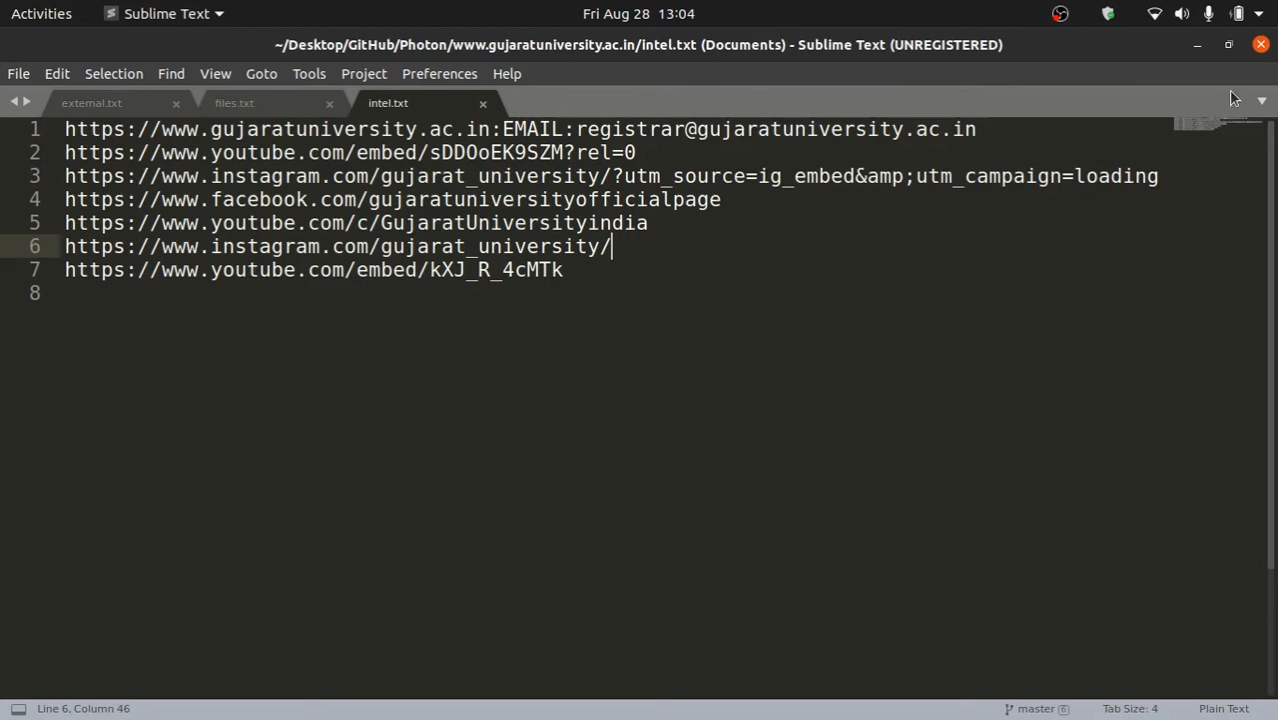 Activities Sublime Text Fri Aug 28 13:04
~/Desktop/GitHub/Photon/www.gujaratuniversity.ac.in/intel.txt (Documents) - Sublime Text (UNREGISTERED)
File Edit Selection Find View Goto Tools Project Preferences Help
external.txt files.txt intel.txt
1 https://www.gujaratuniversity.ac.in:EMAIL:registrar@gujaratuniversity.ac.in
2 https://www.youtube.com/embed/sDDOoEK9SZM?rel=0
3 https://www.instagram.com/gujarat_university/?utm_source=ig_embed&amp;utm_campaign=loading
4 https://www.facebook.com/gujaratuniversityofficialpage
5 https://www.youtube.com/c/GujaratUniversityindia
6 https://www.instagram.com/gujarat_university/
7 https://www.youtube.com/embed/kXJ_R_4cMTk
8
Line 6, Column 46 master 6 Tab Size: 4 Plain Text